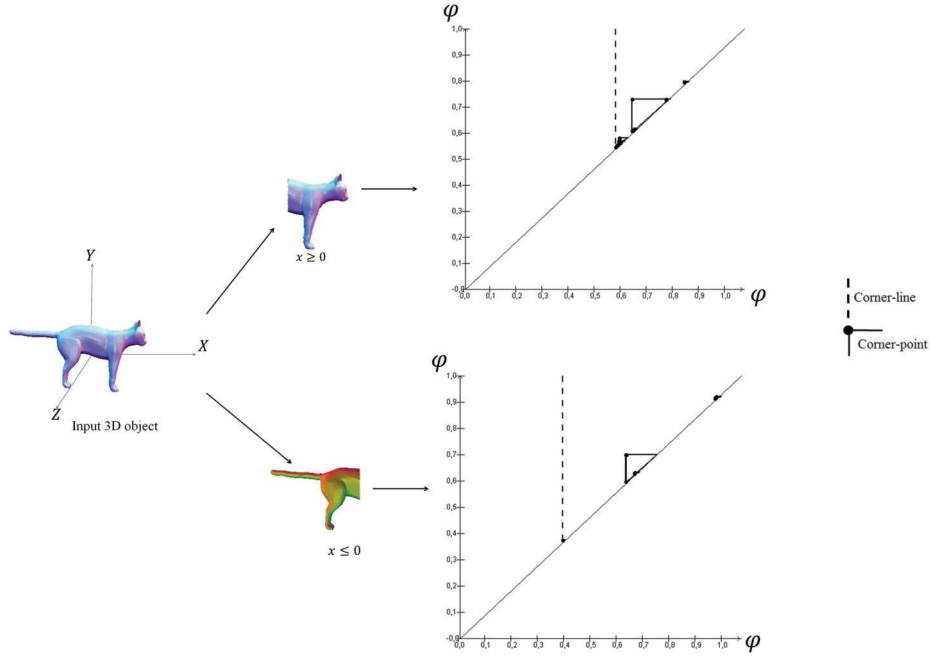 φ
1,0
0,9
0,8
0,7
0,6
0,5
0,4
0,3
0,2
0,1
-0,0
0,0 0,1 0,2 0,3 0,4 0,5 0,6 0,7 0,8 0,9 1,0
φ
x ≥ 0
Y
X
Z
Input 3D object
Corner-line
Corner-point
φ
1,0
0,9
0,8
0,7
0,6
0,5
0,4
0,3
0,2
0,1
-0,0
0,0 0,1 0,2 0,3 0,4 0,5 0,6 0,7 0,8 0,9 1,0
φ
x ≤ 0